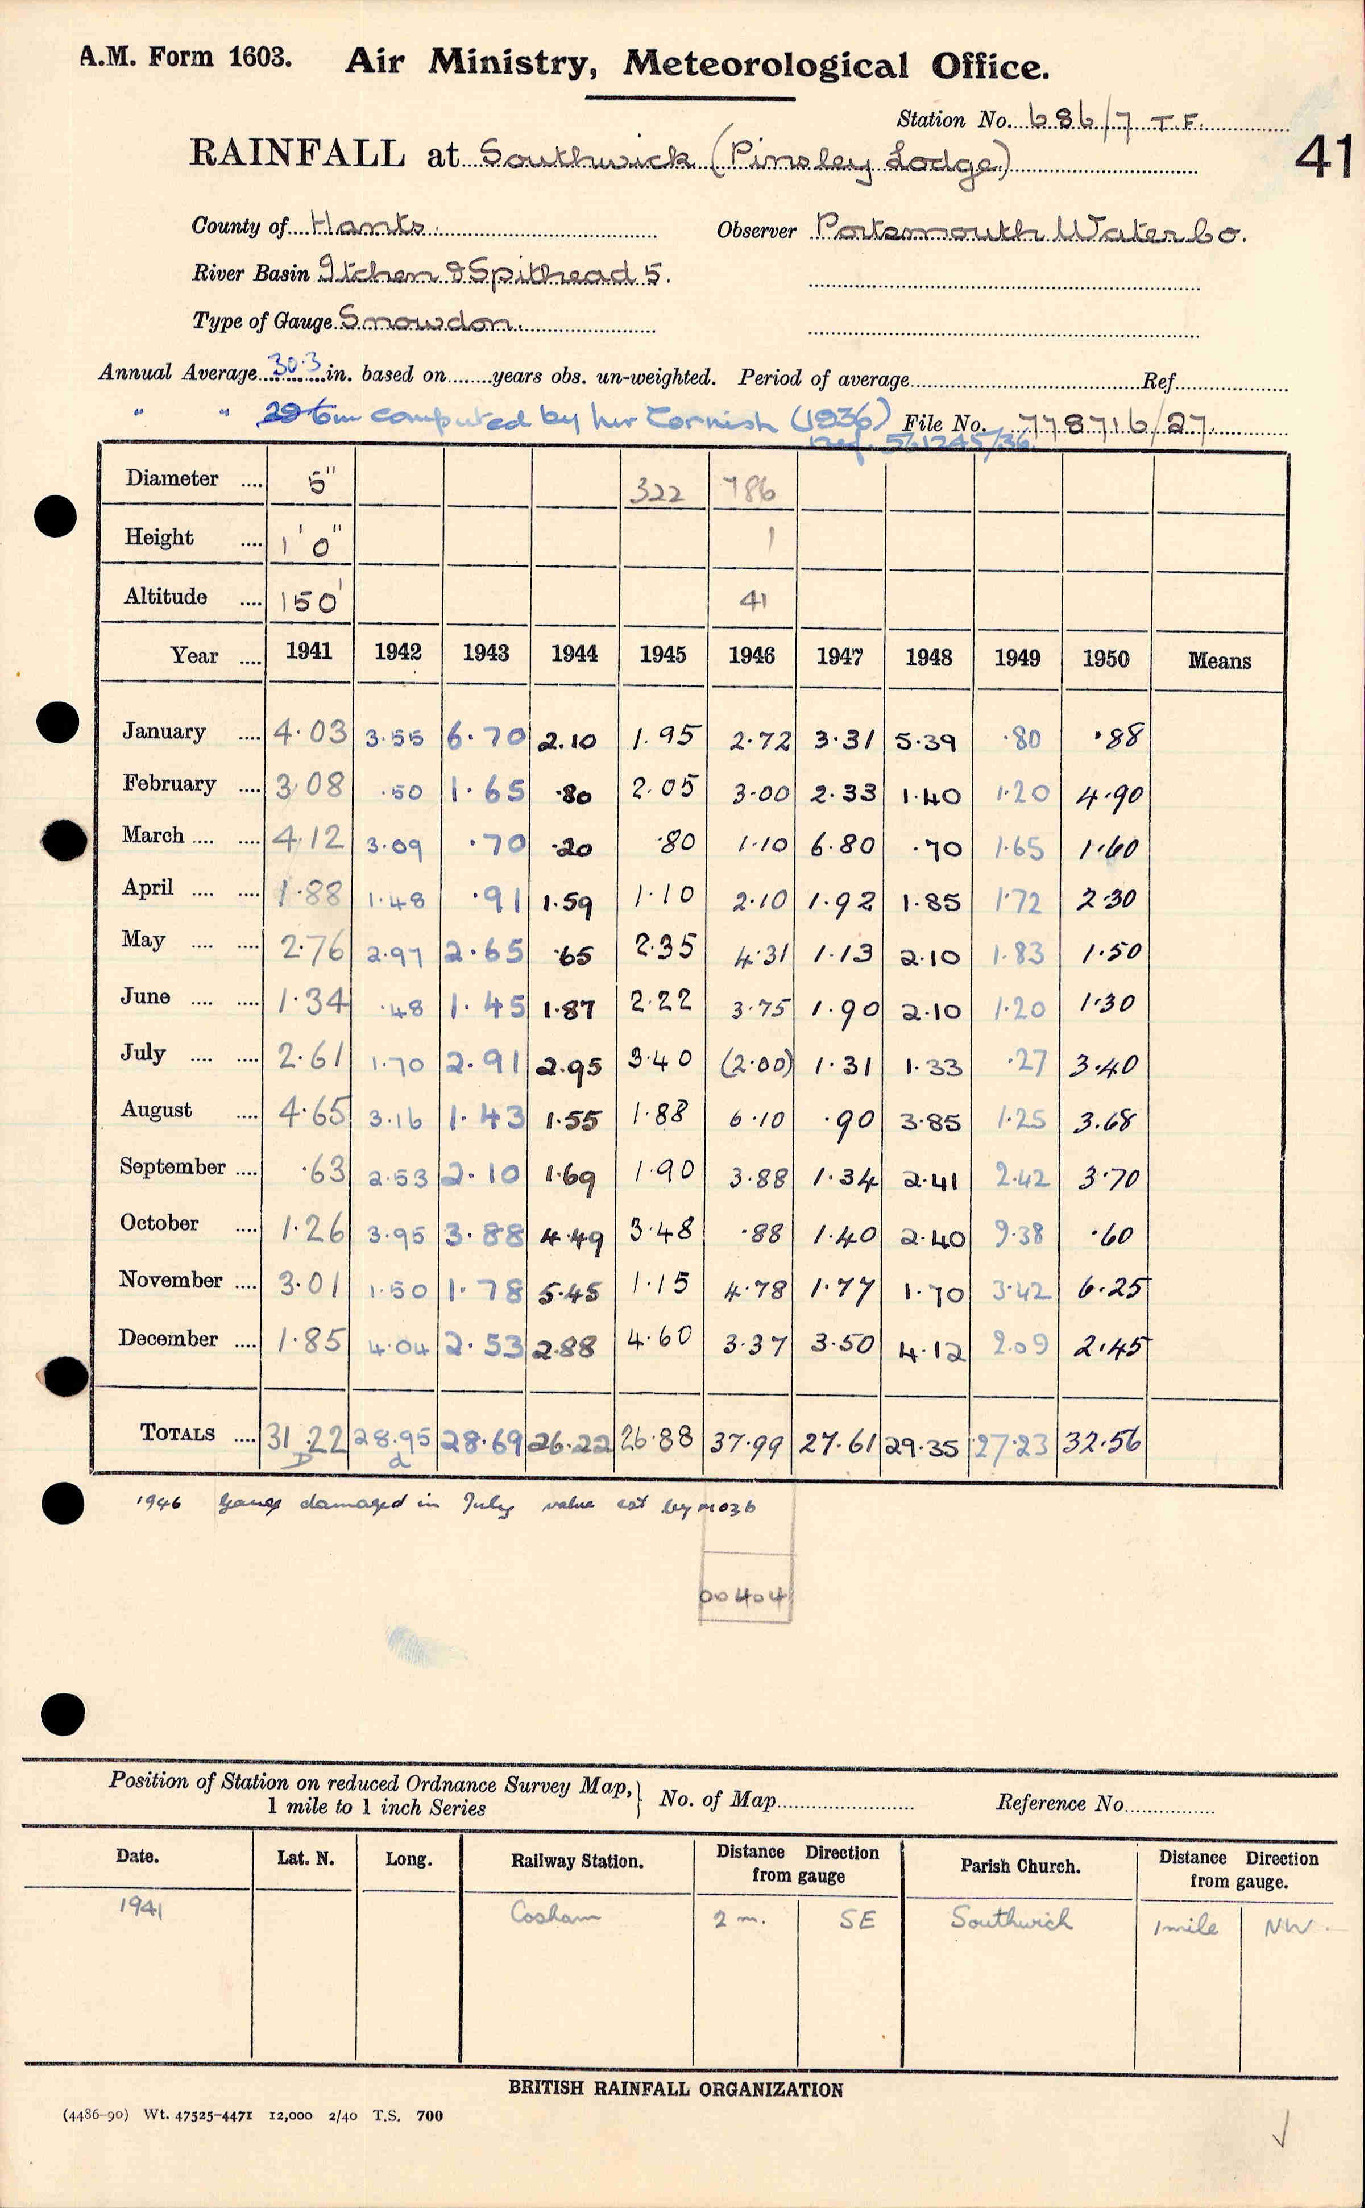 A.M. Form 1603. Air Ministry, Meteorological Office.
Station No. 686/7 T.F.
RAINFALL at Southwick (Pinsley Lodge)
41
County of Hants. Observer Portsmouth Water Co.
River Basin Itchen & Spithead 5.
Type of Gauge Snowdon.
Annual Average 30.3 in. based on years obs. un-weighted. Period of average Ref
" " computed by Mr Cornish (1936) File No. 778716/27
Ref. 561245/36
Diameter .... 5" 322 786
Height .... 1' 0" 1
Altitude .... 150' 41
Year .... 1941 1942 1943 1944 1945 1946 1947 1948 1949 1950 Means
January .... 4.03 3.55 6.70 2.10 1.95 2.72 3.31 5.39 .80 .88
February .... 3.08 .50 1.65 .80 2.05 3.00 2.33 1.40 1.20 4.90
March .... .... 4.12 3.09 .70 .20 .80 1.10 6.80 .70 1.65 1.60
April .... .... 1.88 1.48 .91 1.59 1.10 2.10 1.92 1.85 1.72 2.30
May .... .... 2.76 2.97 2.65 .65 2.35 4.31 1.13 2.10 1.83 1.50
June .... .... 1.34 .48 1.45 1.87 2.22 3.75 1.90 2.10 1.20 1.30
July .... .... 2.61 1.70 2.91 2.95 3.40 (2.00) 1.31 1.33 .27 3.40
August .... 4.65 3.16 1.43 1.55 1.88 6.10 .90 3.85 1.25 3.68
September .... .63 2.53 2.10 1.69 1.90 3.88 1.34 2.41 2.42 3.70
October .... 1.26 3.95 3.88 4.49 3.48 .88 1.40 2.40 9.38 .60
November .... 3.01 1.50 1.78 5.45 1.15 4.78 1.77 1.70 3.42 6.25
December .... 1.85 4.04 2.53 2.88 4.60 3.37 3.50 4.12 2.09 2.45
TOTALS .... 31.22 28.95 28.69 26.22 26.88 37.99 27.61 29.35 27.23 32.56
D d
1946 Gauge damaged in July value est by MO3b
00404
Position of Station on reduced Ordnance Survey Map, } No. of Map Reference No
1 mile to 1 inch Series
Date. Lat. N. Long. Railway Station. Distance Direction from gauge Parish Church. Distance Direction from gauge.
1941 Cosham 2 m. SE Southwick 1 mile NW
BRITISH RAINFALL ORGANIZATION
(4486-90) Wt. 47525-4471 12,000 2/40 T.S. 700